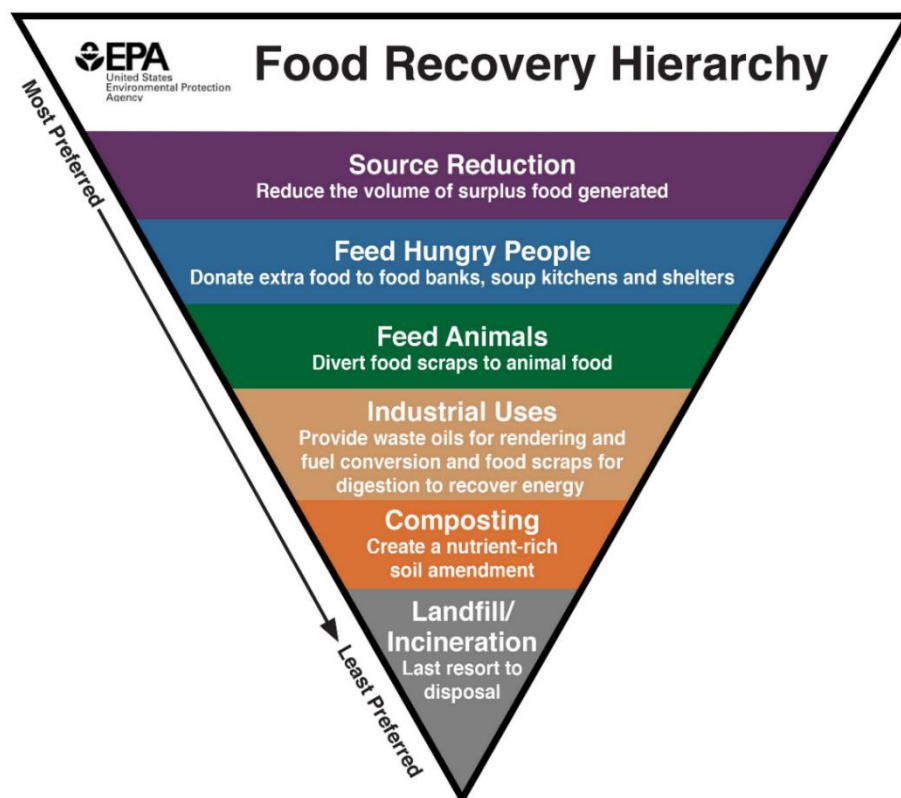 EPA
United States
Environmental Protection
Agency
Food Recovery Hierarchy
Most Preferred
Source Reduction
Reduce the volume of surplus food generated
Feed Hungry People
Donate extra food to food banks, soup kitchens and shelters
Feed Animals
Divert food scraps to animal food
Industrial Uses
Provide waste oils for rendering and
fuel conversion and food scraps for
digestion to recover energy
Composting
Create a nutrient-rich
soil amendment
Landfill/
Incineration
Last resort to
disposal
Least Preferred